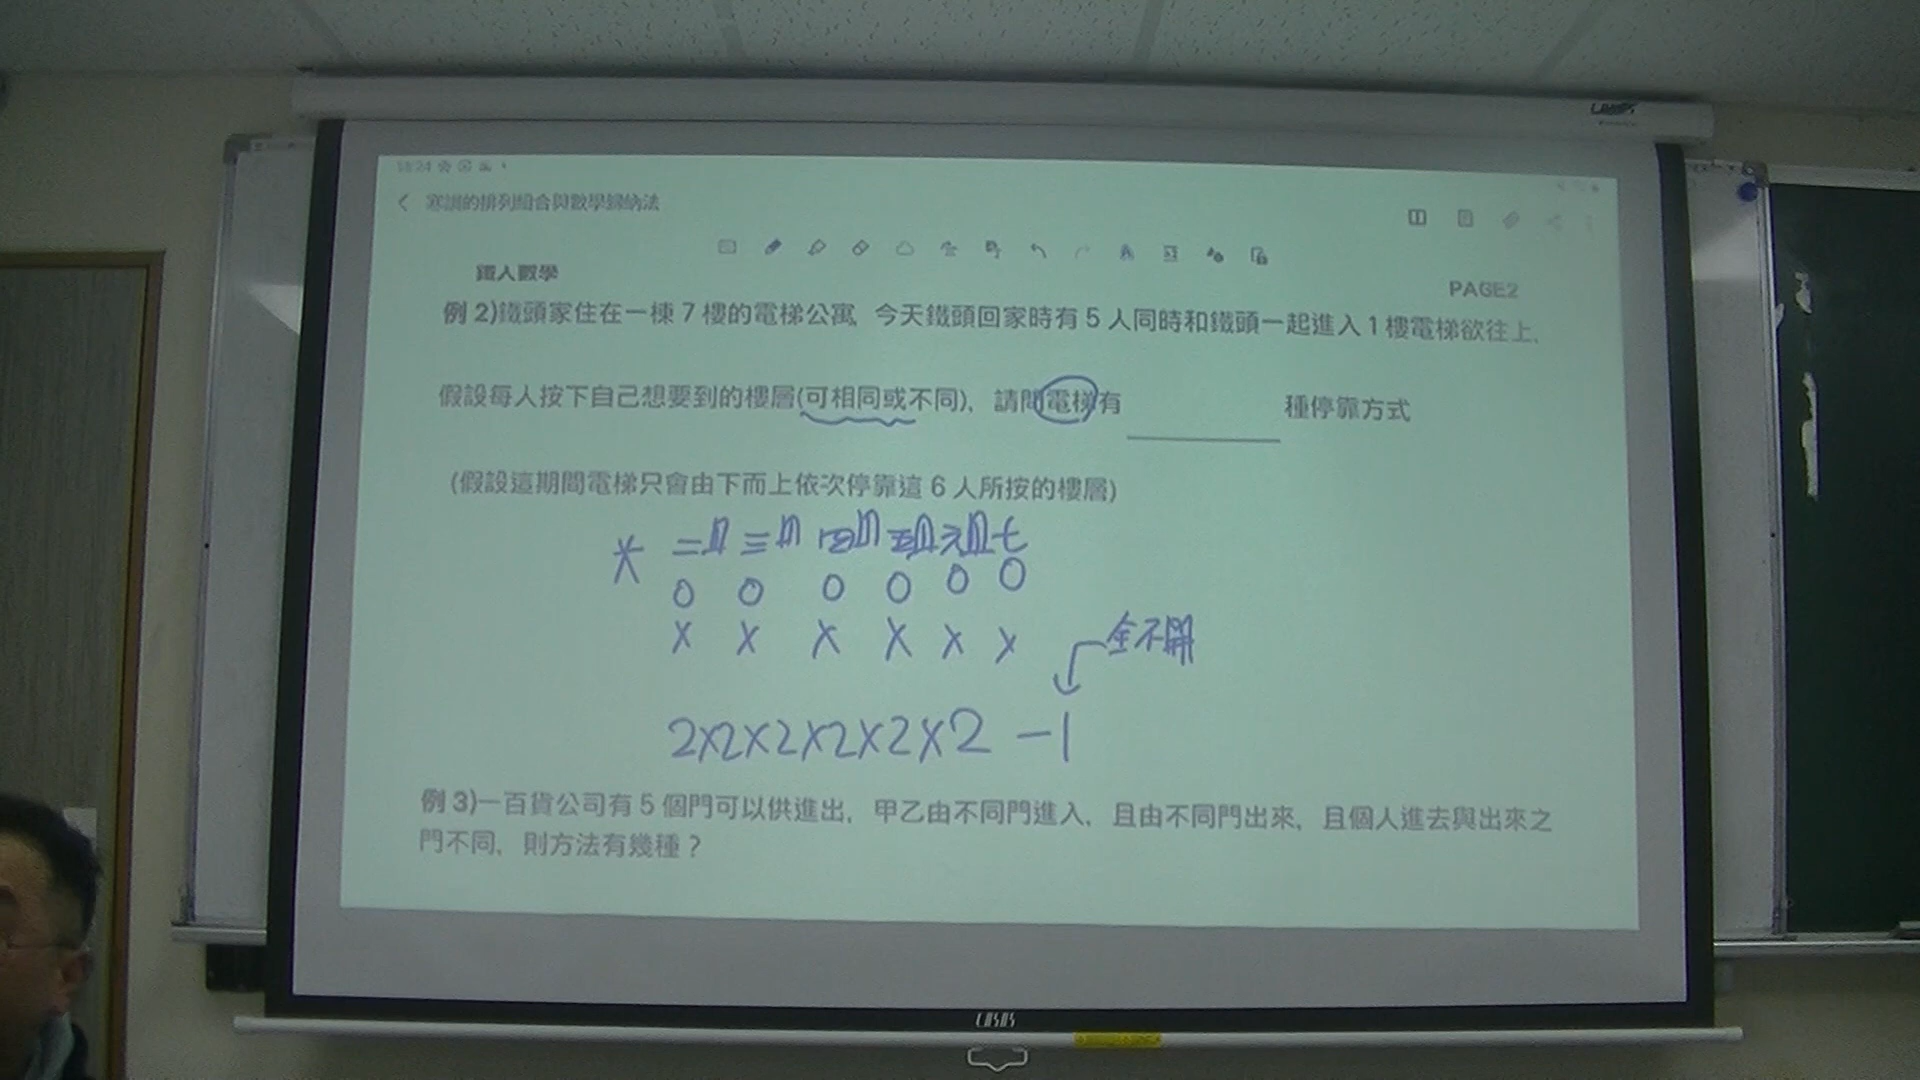 寒訓的排列組合與數學歸納法
鐵人數學
PAGE2
例 2)鐵頭家住在一棟 7 樓的電梯公寓, 今天鐵頭回家時有 5 人同時和鐵頭一起進入 1 樓電梯欲往上,
假設每人按下自己想要到的樓層(可相同或不同), 請問電梯有 種停靠方式
(假設這期間電梯只會由下而上依次停靠這 6 人所按的樓層)
二 三 四 五 六 七
O O O O O O
X X X X X X
全不開
2×2×2×2×2×2 -1
例 3)一百貨公司有 5 個門可以供進出, 甲乙由不同門進入, 且由不同門出來, 且個人進去與出來之
門不同, 則方法有幾種?